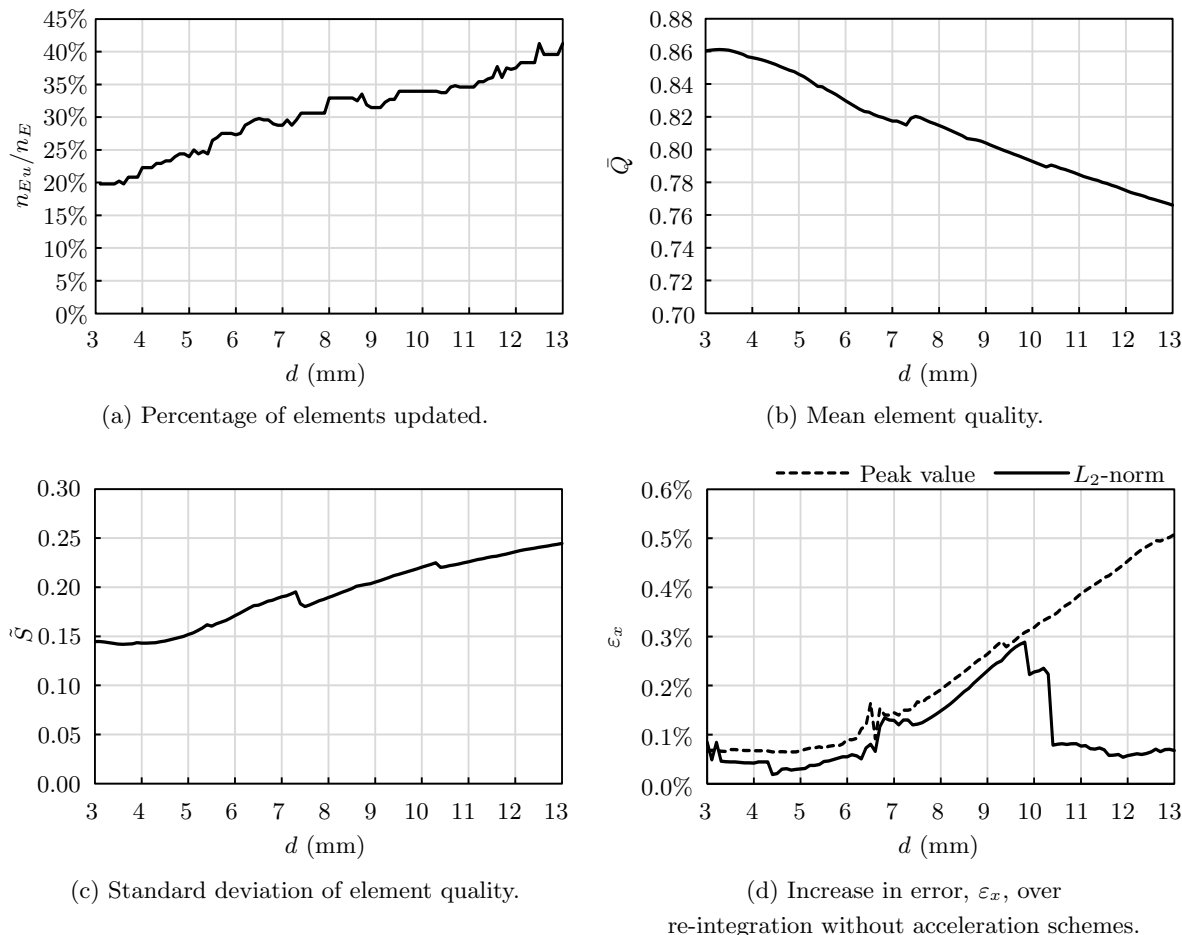 45%
40%
35%
30%
25%
20%
15%
10%
5%
0%
n_{Eu}/n_E
3 4 5 6 7 8 9 10 11 12 13
d (mm)
(a) Percentage of elements updated.
0.88
0.86
0.84
0.82
0.80
0.78
0.76
0.74
0.72
0.70
Q̄
3 4 5 6 7 8 9 10 11 12 13
d (mm)
(b) Mean element quality.
0.30
0.25
0.20
0.15
0.10
0.05
0.00
S̃
3 4 5 6 7 8 9 10 11 12 13
d (mm)
(c) Standard deviation of element quality.
Peak value L₂-norm
0.6%
0.5%
0.4%
0.3%
0.2%
0.1%
0.0%
εₓ
3 4 5 6 7 8 9 10 11 12 13
d (mm)
(d) Increase in error, εₓ, over
re-integration without acceleration schemes.